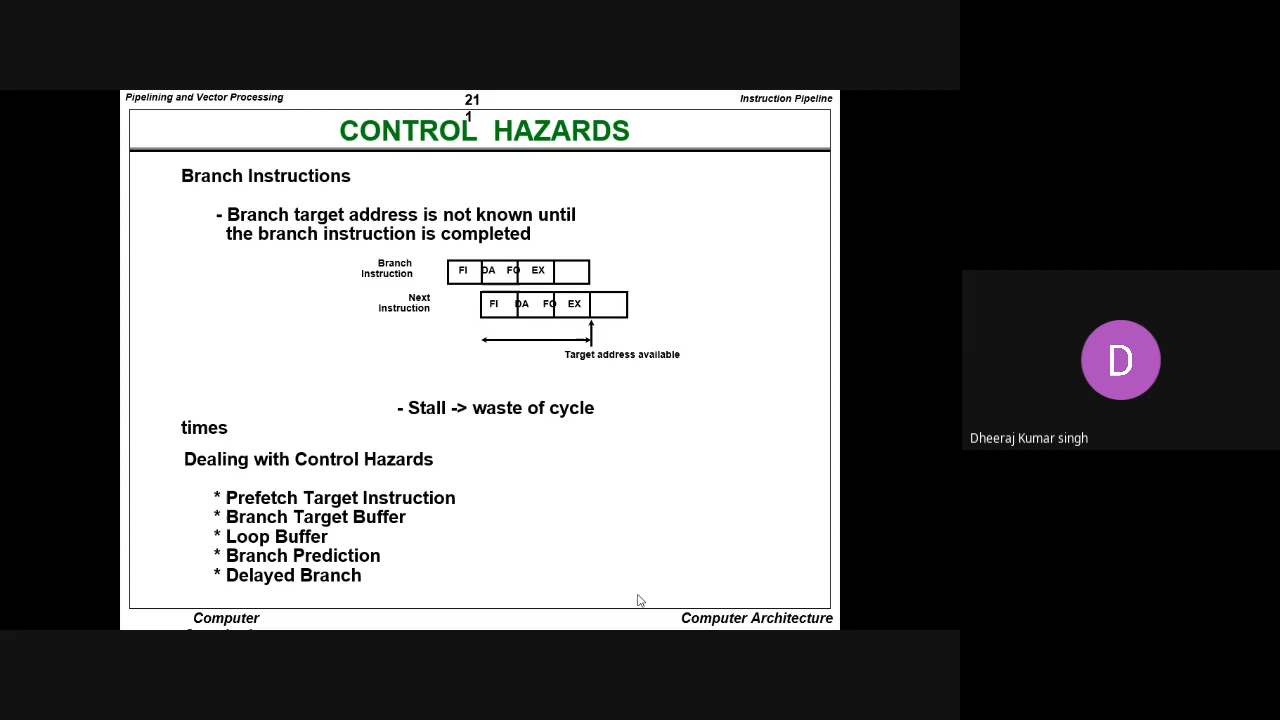 Pipelining and Vector Processing
21
1
Instruction Pipeline
CONTROL HAZARDS
Branch Instructions
- Branch target address is not known until
the branch instruction is completed
Branch
Instruction
FI DA FO EX
Next
Instruction
FI DA FO EX
Target address available
- Stall -> waste of cycle
times
Dealing with Control Hazards
* Prefetch Target Instruction
* Branch Target Buffer
* Loop Buffer
* Branch Prediction
* Delayed Branch
Computer
Computer Architecture
D
Dheeraj Kumar singh